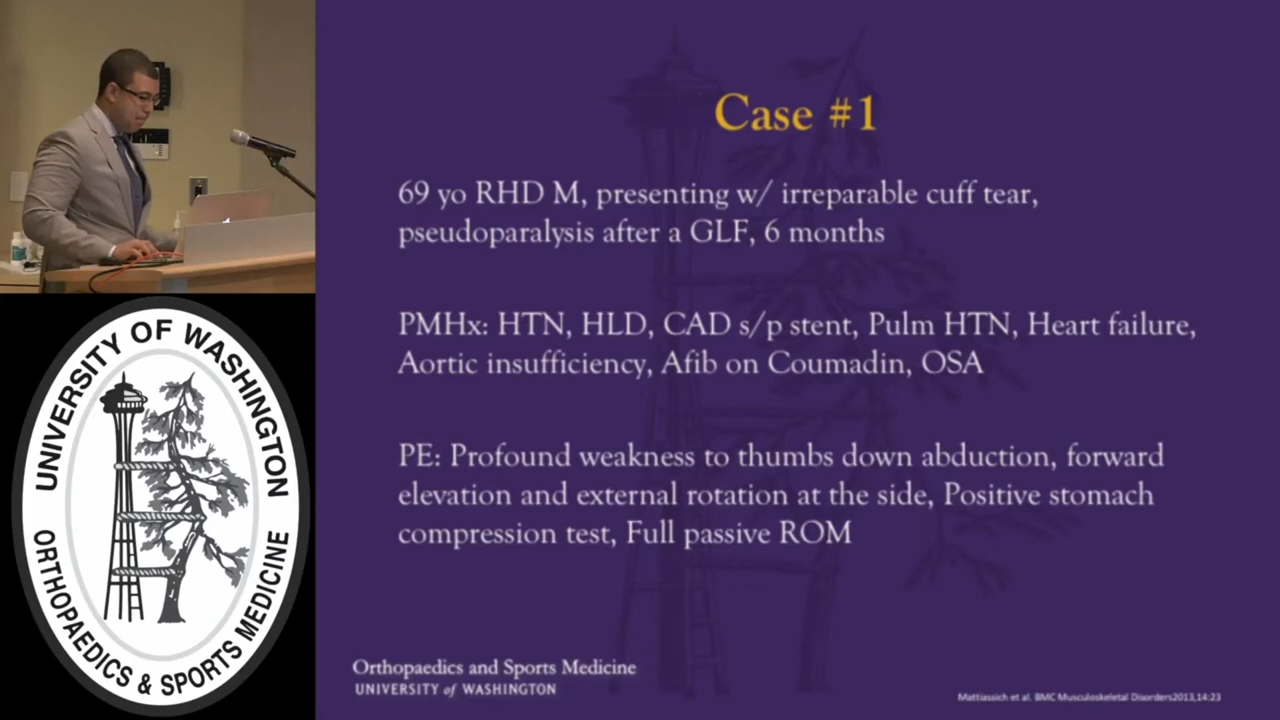 Case #1
69 yo RHD M, presenting w/ irreparable cuff tear,
pseudoparalysis after a GLF, 6 months
PMHx: HTN, HLD, CAD s/p stent, Pulm HTN, Heart failure,
Aortic insufficiency, Afib on Coumadin, OSA
PE: Profound weakness to thumbs down abduction, forward
elevation and external rotation at the side, Positive stomach
compression test, Full passive ROM
Orthopaedics and Sports Medicine
UNIVERSITY of WASHINGTON
Mattiassich et al. BMC Musculoskeletal Disorders2013,14:23
UNIVERSITY OF WASHINGTON
ORTHOPAEDICS & SPORTS MEDICINE